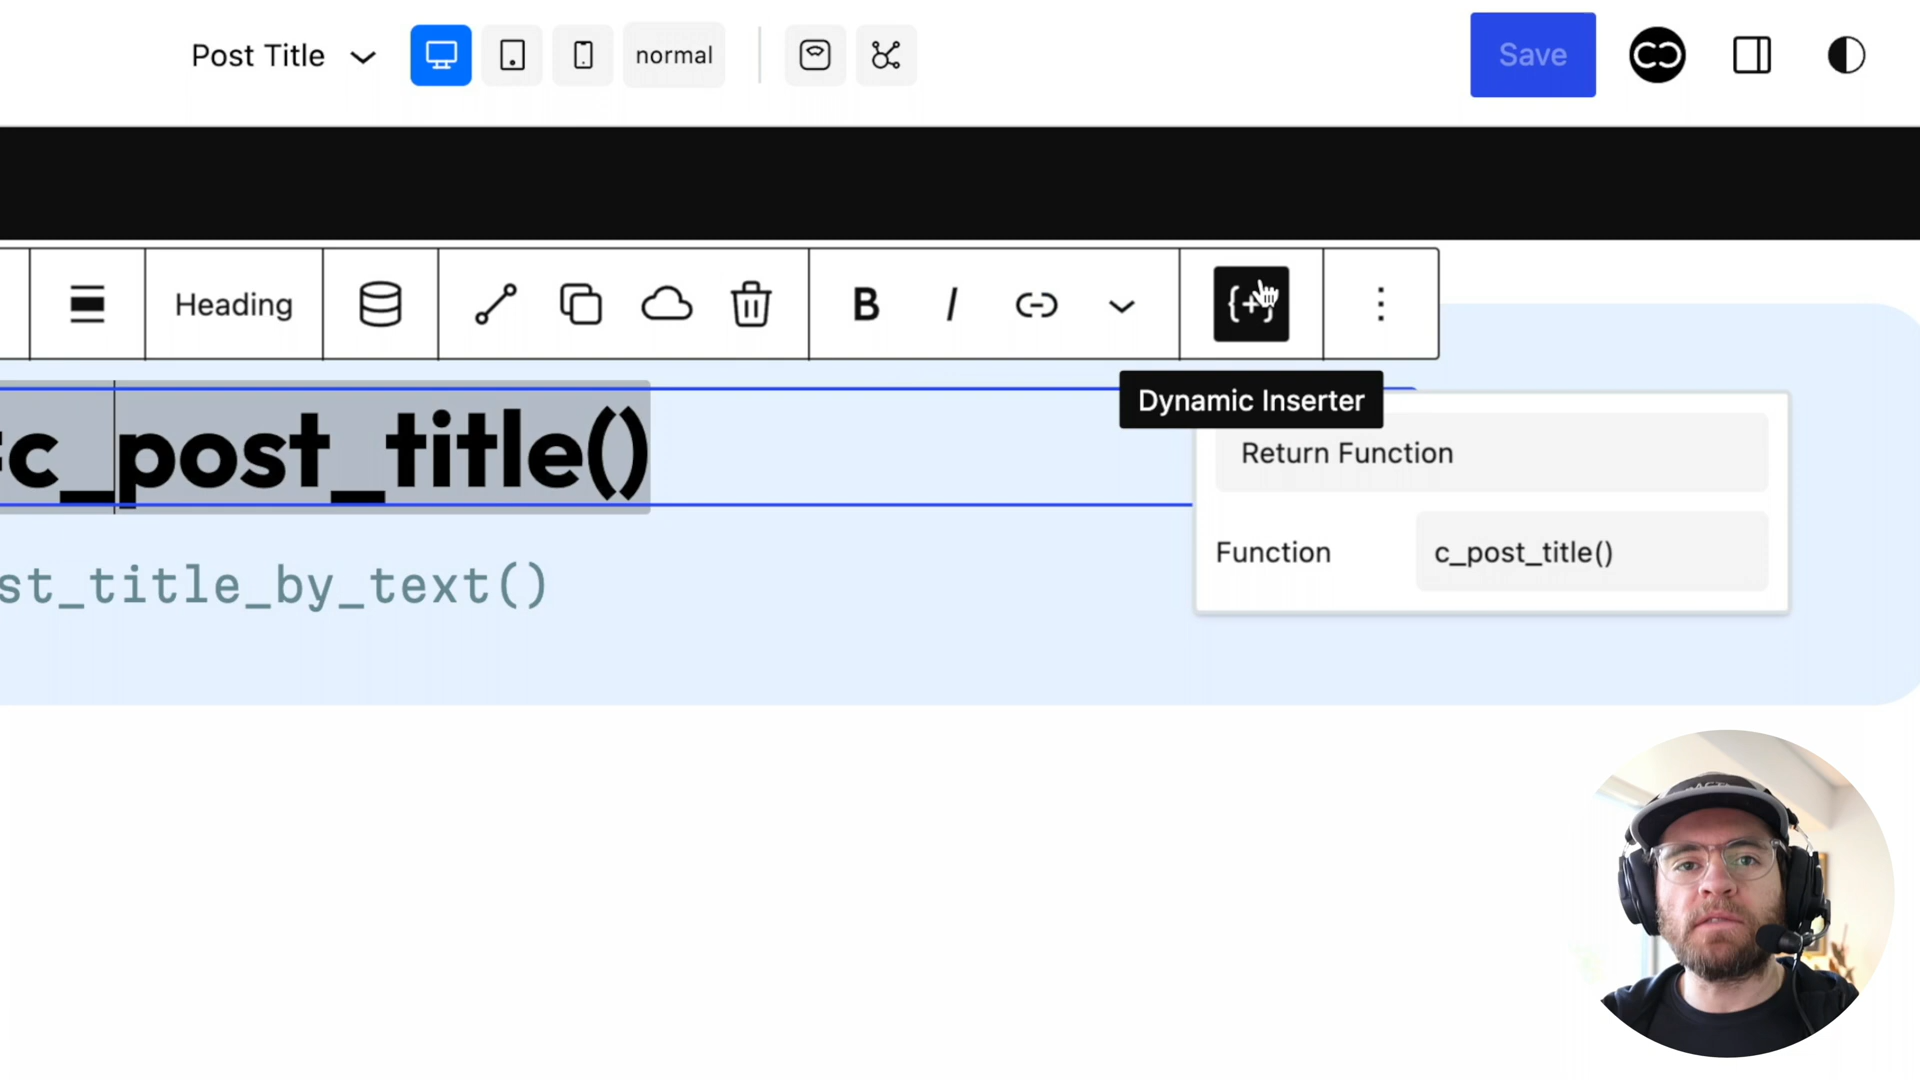 Post Title
normal
Save
Heading
B
I
Dynamic Inserter
c_post_title()
Return Function
Function
c_post_title()
st_title_by_text()